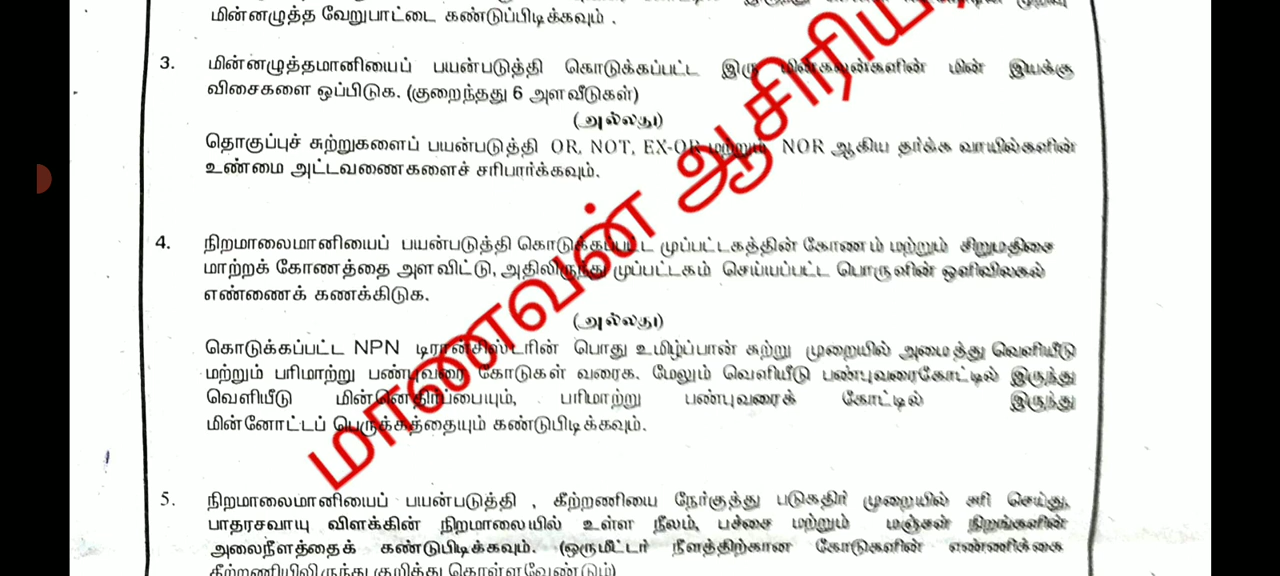 மின்னழுத்த வேறுபாட்டை கண்டுப்பிடிக்கவும் .
3. மின்னழுத்தமானியைப் பயன்படுத்தி கொடுக்கப்பட்ட இரு மின்கலன்களின் மின் இயக்கு
விசைகளை ஒப்பிடுக. (குறைந்தது 6 அளவீடுகள்)
(அல்லது)
தொகுப்புச் சுற்றுகளைப் பயன்படுத்தி OR, NOT, EX-OR மற்றும் NOR ஆகிய தர்க்க வாயில்களின்
உண்மை அட்டவணைகளைச் சரிபார்க்கவும்.
4. நிறமாலைமானியைப் பயன்படுத்தி கொடுக்கப்பட்ட முப்பட்டகத்தின் கோணம் மற்றும் சிறுமதிசை
மாற்றக் கோணத்தை அளவிட்டு, அதிலிருந்து முப்பட்டகம் செய்யப்பட்ட பொருளின் ஒளிவிலகல்
எண்ணைக் கணக்கிடுக.
(அல்லது)
கொடுக்கப்பட்ட NPN டிரான்சிஸ்டரின் பொது உமிழ்ப்பான் சுற்று முறையில் அமைத்து வெளியீடு
மற்றும் பரிமாற்று பண்புவரை கோடுகள் வரைக. மேலும் வெளியீடு பண்புவரைகோட்டில் இருந்து
வெளியீடு மின்னெதிர்ப்பையும், பரிமாற்று பண்புவரைக் கோட்டில் இருந்து
மின்னோட்டப் பெருக்கத்தையும் கண்டுபிடிக்கவும்.
மாணவன் ஆசிரிய
5. நிறமாலைமானியைப் பயன்படுத்தி , கீற்றணியை நேர்குத்து படுகதிர் முறையில் சரி செய்து,
பாதரசவாயு விளக்கின் நிறமாலையில் உள்ள நீலம், பச்சை மற்றும் மஞ்சள் நிறங்களின்
அலைநீளத்தைக் கண்டுபிடிக்கவும். (ஒருமீட்டர் நீளத்திற்கான கோடுகளின் எண்ணிக்கை
கீற்றணியிலிருந்து குறித்து கொள்ளவேண்டும்)